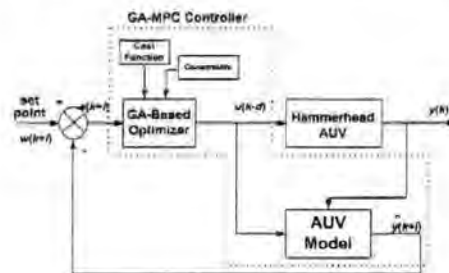 GA-MPC Controller
Cost
Function
Constraints
set
point
w(k+i)
e(k+i)
GA-Based
Optimizer
v(k-d)
Hammerhead
AUV
y(k)
AUV
Model
ŷ(k+i)